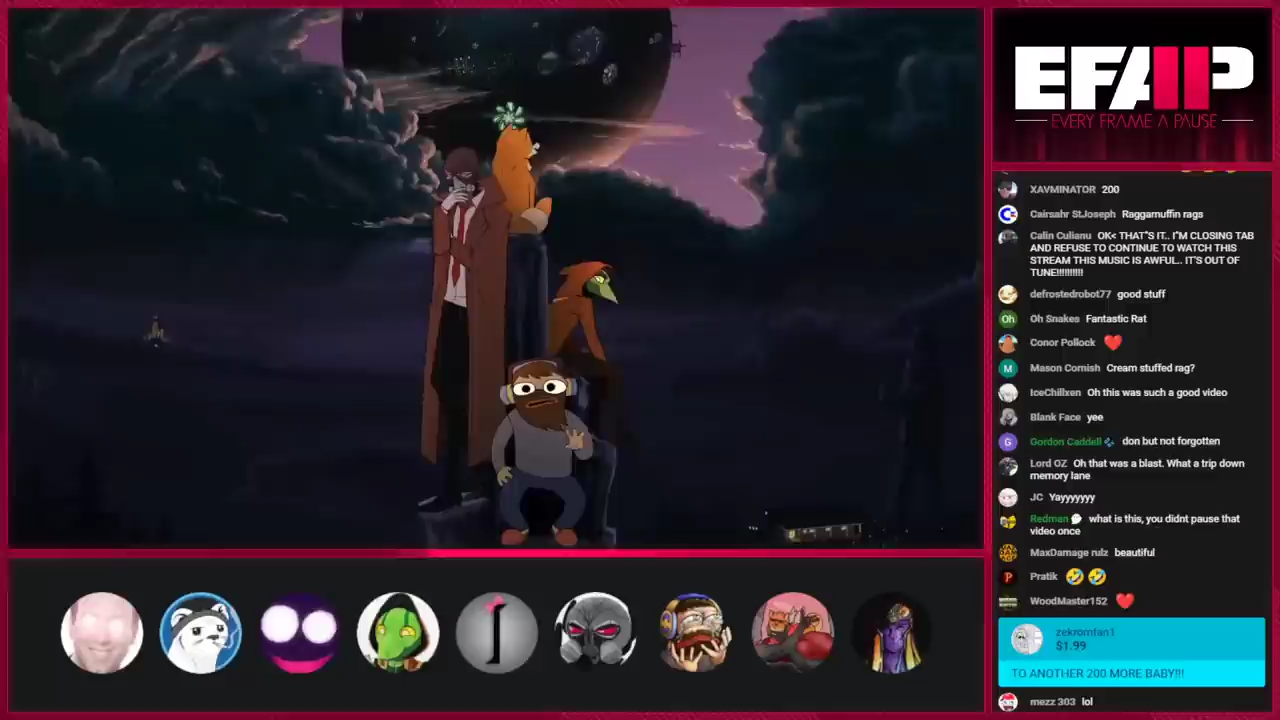 EFAP
EVERY FRAME A PAUSE
XAVMINATOR 200
Cairsahr StJoseph Raggamuffin rags
Calin Culianu OK< THAT"S IT.. I"M CLOSING TAB
AND REFUSE TO CONTINUE TO WATCH THIS
STREAM THIS MUSIC IS AWFUL.. IT'S OUT OF
TUNE!!!!!!!!!!
defrostedrobot77 good stuff
Oh Oh Snakes Fantastic Rat
Conor Pollock ❤️
M Mason Cornish Cream stuffed rag?
IceChillxen Oh this was such a good video
Blank Face yee
G Gordon Caddell don but not forgotten
Lord OZ Oh that was a blast. What a trip down
memory lane
JC Yayyyyyy
Redman what is this, you didnt pause that
video once
MaxDamage rulz beautiful
P Pratik 🤣 🤣
WoodMaster152 ❤️
zekromfan1
$1.99
TO ANOTHER 200 MORE BABY!!!
mezz 303 lol